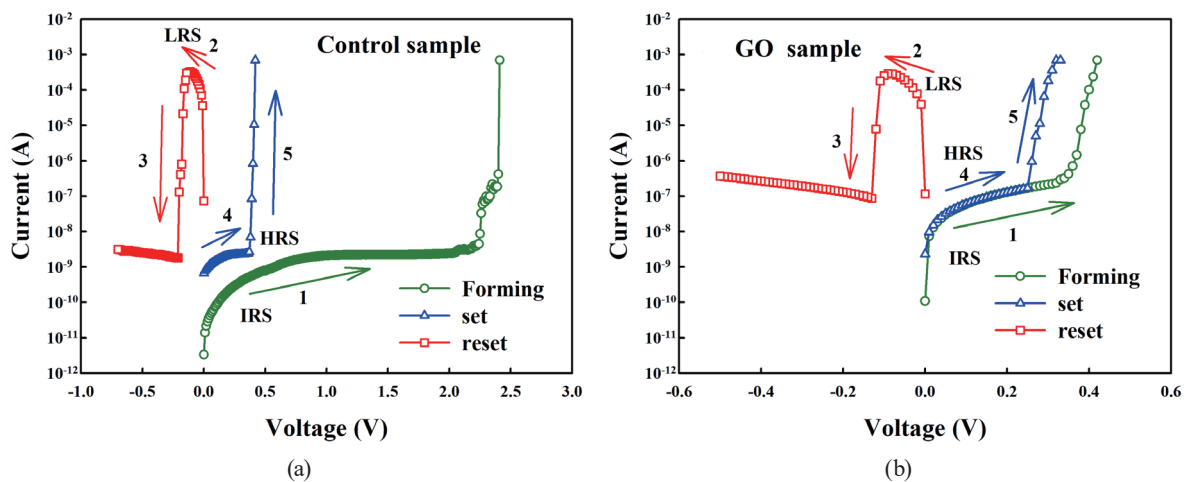 Control sample
LRS
2
3
4
5
HRS
1
IRS
Forming
set
reset
Current (A)
10⁻²
10⁻³
10⁻⁴
10⁻⁵
10⁻⁶
10⁻⁷
10⁻⁸
10⁻⁹
10⁻¹⁰
10⁻¹¹
10⁻¹²
-1.0 -0.5 0.0 0.5 1.0 1.5 2.0 2.5 3.0
Voltage (V)
(a)
GO sample
2
LRS
3
5
HRS
4
1
IRS
Forming
set
reset
Current (A)
10⁻²
10⁻³
10⁻⁴
10⁻⁵
10⁻⁶
10⁻⁷
10⁻⁸
10⁻⁹
10⁻¹⁰
10⁻¹¹
10⁻¹²
-0.6 -0.4 -0.2 0.0 0.2 0.4 0.6
Voltage (V)
(b)